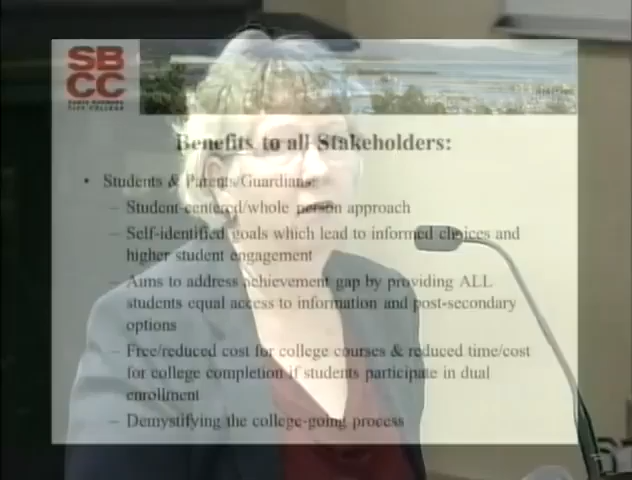 SBCC
SANTA BARBARA
CITY COLLEGE
Benefits to all Stakeholders:
• Students & Parents/Guardians:
– Student-centered/whole person approach
– Self-identified goals which lead to informed choices and
higher student engagement
– Aims to address achievement gap by providing ALL
students equal access to information and post-secondary
options
– Free/reduced cost for college courses & reduced time/cost
for college completion if students participate in dual
enrollment
– Demystifying the college-going process